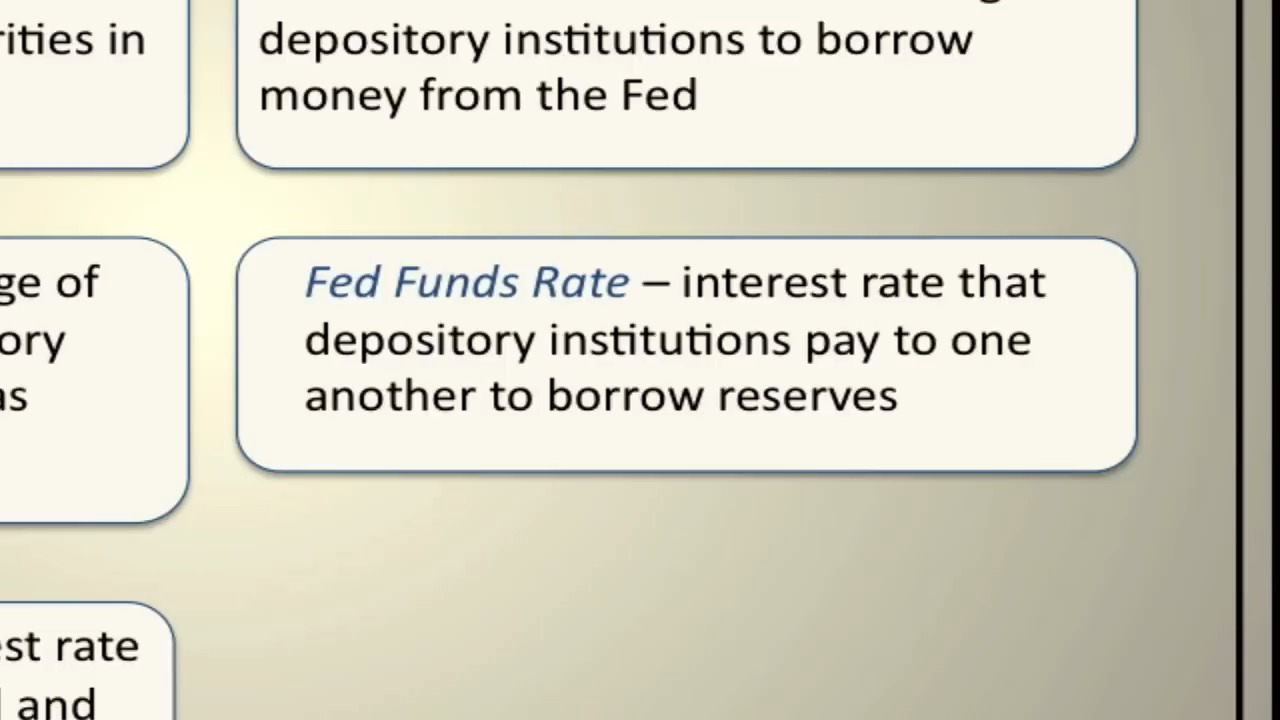 rities in
depository institutions to borrow
money from the Fed
ge of
ory
as
Fed Funds Rate – interest rate that
depository institutions pay to one
another to borrow reserves
est rate
and